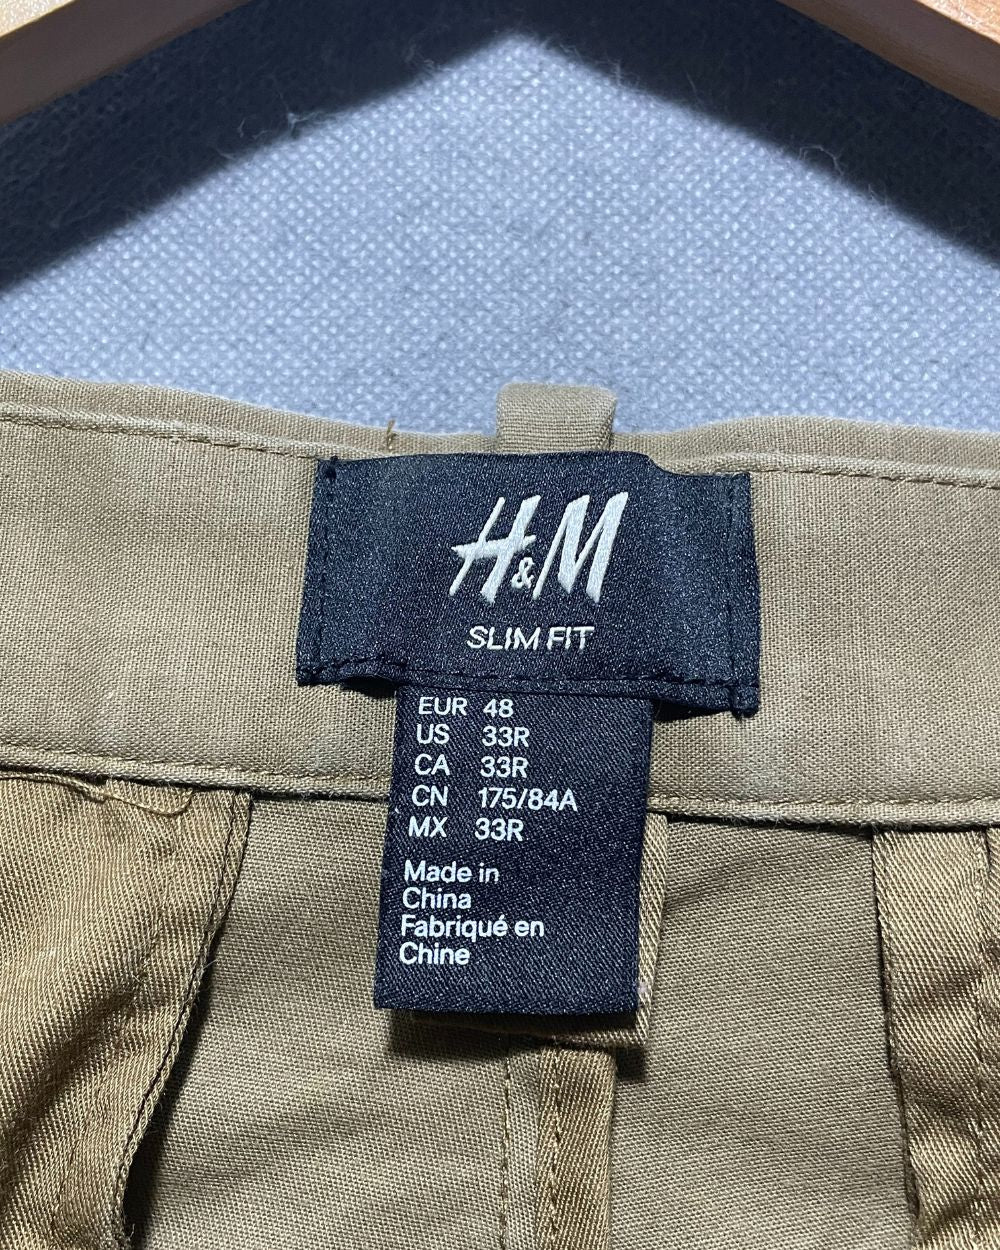 H&M
SLIM FIT
EUR 48
US 33R
CA 33R
CN 175/84A
MX 33R
Made in
China
Fabriqué en
Chine